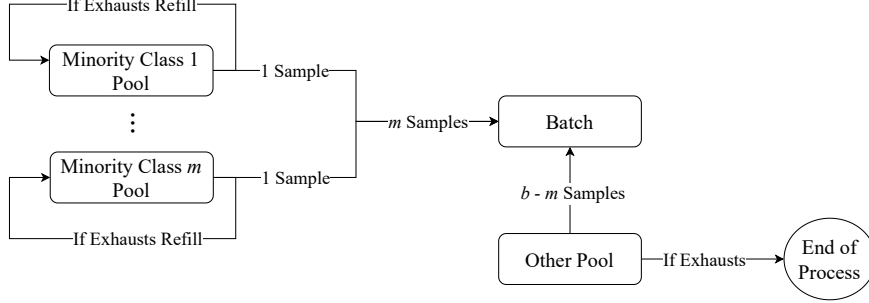 If Exhausts Refill
Minority Class 1
Pool
1 Sample
⋮
m Samples
Batch
Minority Class m
Pool
1 Sample
If Exhausts Refill
b - m Samples
Other Pool
If Exhausts
End of
Process